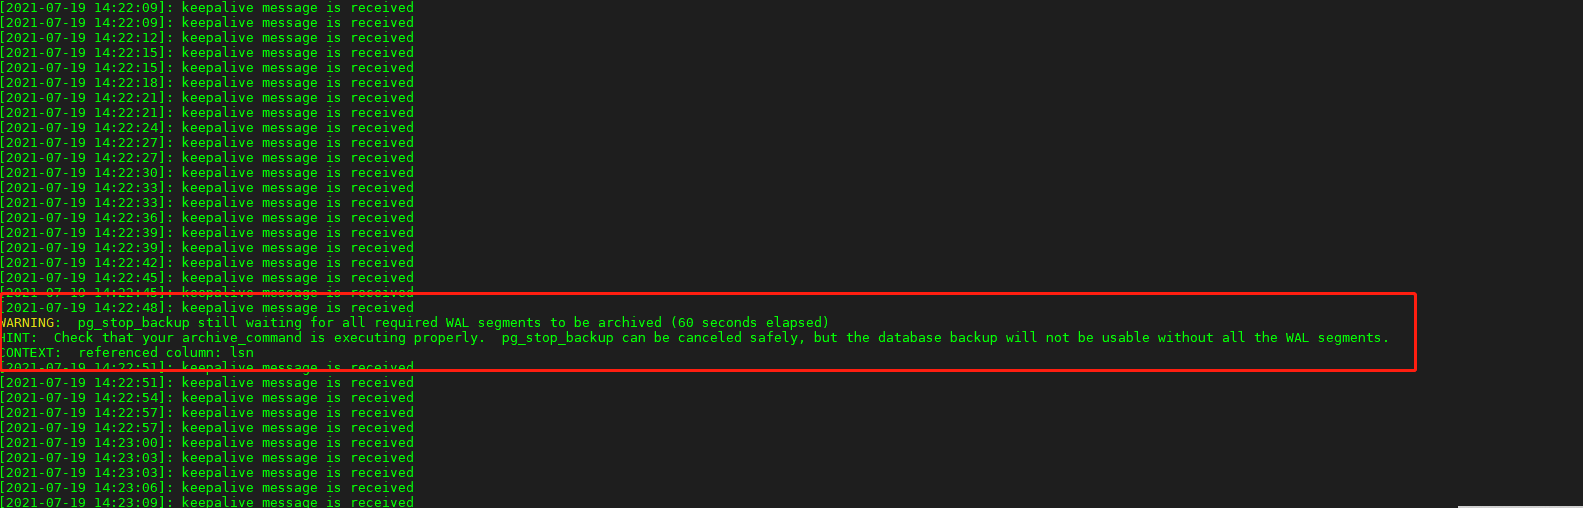 [2021-07-19 14:22:09]: keepalive message is received
[2021-07-19 14:22:09]: keepalive message is received
[2021-07-19 14:22:12]: keepalive message is received
[2021-07-19 14:22:15]: keepalive message is received
[2021-07-19 14:22:15]: keepalive message is received
[2021-07-19 14:22:18]: keepalive message is received
[2021-07-19 14:22:21]: keepalive message is received
[2021-07-19 14:22:21]: keepalive message is received
[2021-07-19 14:22:24]: keepalive message is received
[2021-07-19 14:22:27]: keepalive message is received
[2021-07-19 14:22:27]: keepalive message is received
[2021-07-19 14:22:30]: keepalive message is received
[2021-07-19 14:22:33]: keepalive message is received
[2021-07-19 14:22:33]: keepalive message is received
[2021-07-19 14:22:36]: keepalive message is received
[2021-07-19 14:22:39]: keepalive message is received
[2021-07-19 14:22:39]: keepalive message is received
[2021-07-19 14:22:42]: keepalive message is received
[2021-07-19 14:22:45]: keepalive message is received
[2021-07-19 14:22:45]: keepalive message is received
[2021-07-19 14:22:48]: keepalive message is received
WARNING:  pg_stop_backup still waiting for all required WAL segments to be archived (60 seconds elapsed)
HINT:  Check that your archive_command is executing properly.  pg_stop_backup can be canceled safely, but the database backup will not be usable without all the WAL segments.
CONTEXT:  referenced column: lsn
[2021-07-19 14:22:51]: keepalive message is received
[2021-07-19 14:22:51]: keepalive message is received
[2021-07-19 14:22:54]: keepalive message is received
[2021-07-19 14:22:57]: keepalive message is received
[2021-07-19 14:22:57]: keepalive message is received
[2021-07-19 14:23:00]: keepalive message is received
[2021-07-19 14:23:03]: keepalive message is received
[2021-07-19 14:23:03]: keepalive message is received
[2021-07-19 14:23:06]: keepalive message is received
[2021-07-19 14:23:09]: keepalive message is received